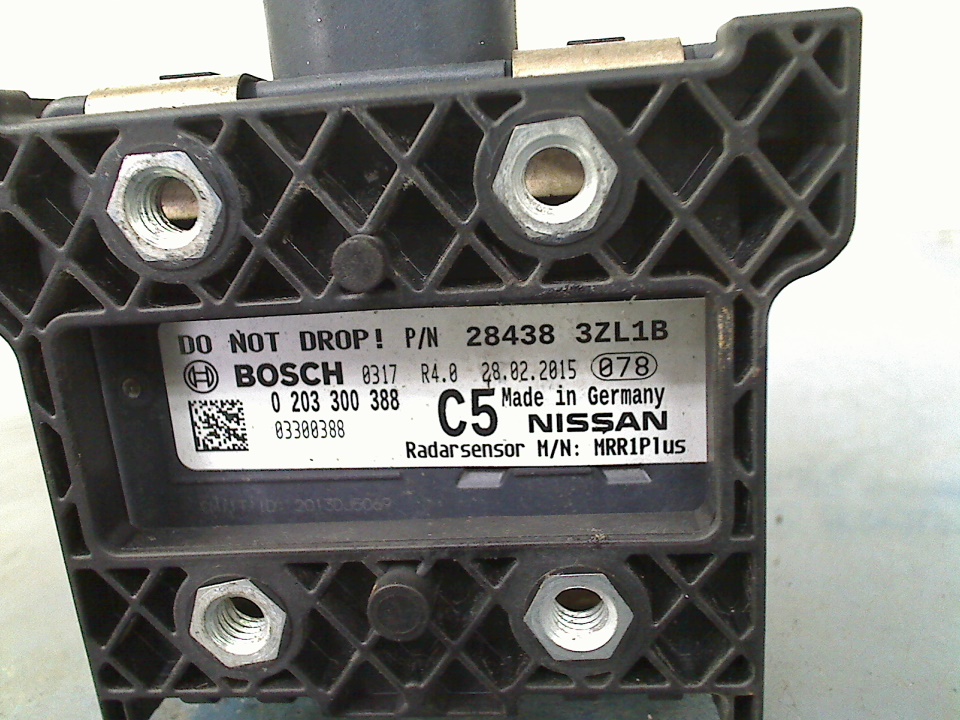 DO NOT DROP! P/N 28438 3ZL1B
BOSCH 0317 R4.0 28.02.2015 078
0 203 300 388 C5 Made in Germany
03300388 NISSAN
Radarsensor M/N: MRR1Plus